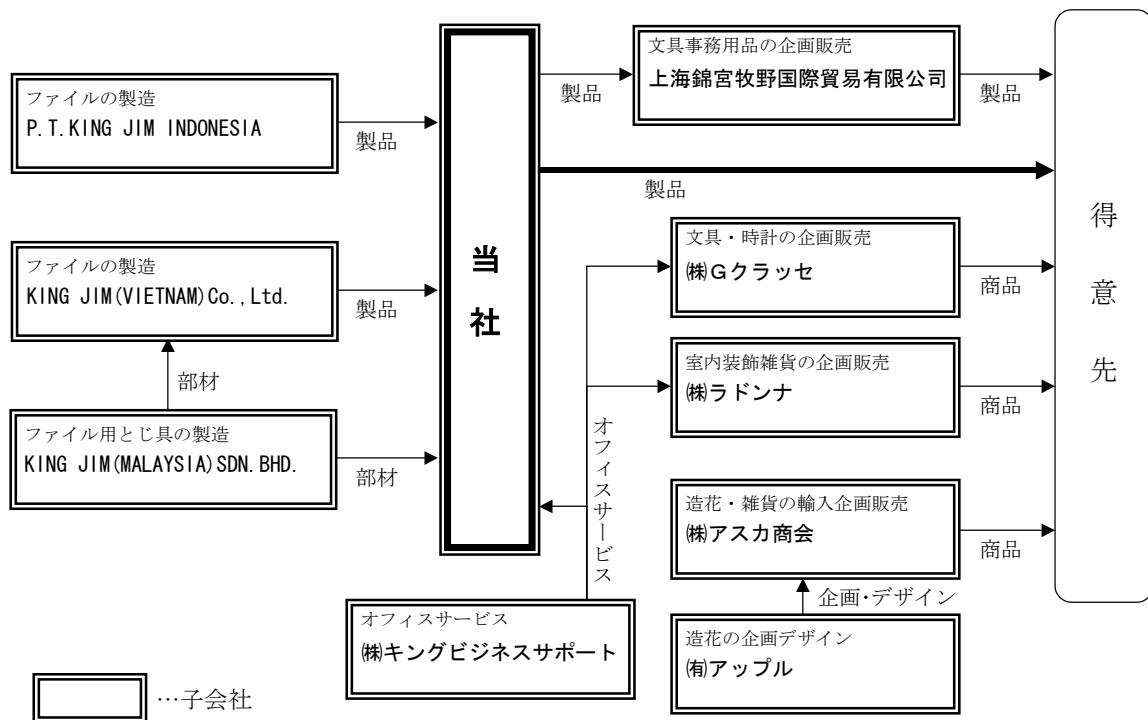 ファイルの製造
P.T.KING JIM INDONESIA
製品
ファイルの製造
KING JIM(VIETNAM)Co.,Ltd.
製品
部材
ファイル用とじ具の製造
KING JIM(MALAYSIA)SDN.BHD.
部材
当社
文具事務用品の企画販売
上海錦宮牧野国際貿易有限公司
製品
製品
製品
文具・時計の企画販売
㈱Gクラッセ
商品
室内装飾雑貨の企画販売
㈱ラドンナ
商品
オフィスサービス
造花・雑貨の輸入企画販売
㈱アスカ商会
商品
企画・デザイン
造花の企画デザイン
㈲アップル
オフィスサービス
㈱キングビジネスサポート
得意先
…子会社